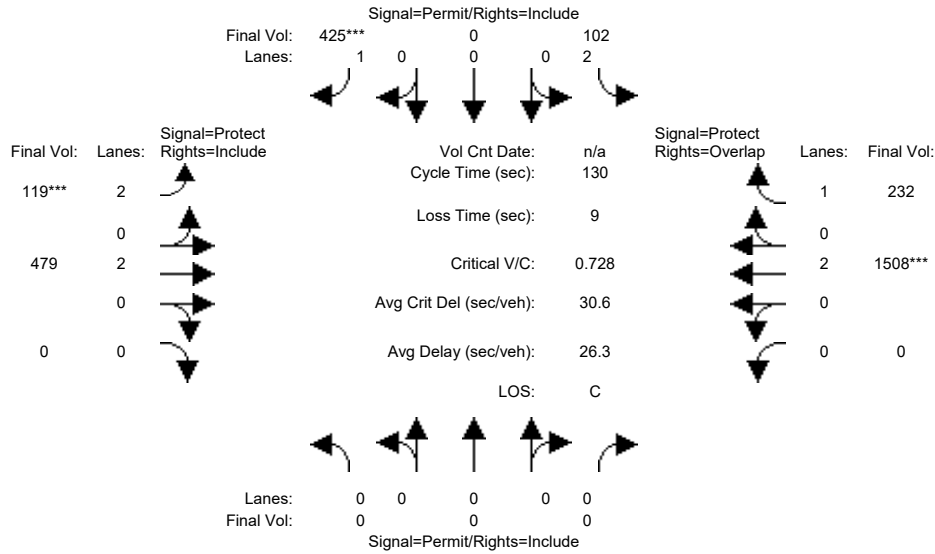 Signal=Permit/Rights=Include
Final Vol: 425*** 0 102
Lanes: 1 0 0 0 2
Signal=Protect Signal=Protect
Final Vol: Lanes: Rights=Include Vol Cnt Date: n/a Rights=Overlap Lanes: Final Vol:
Cycle Time (sec): 130
119*** 2 1 232
Loss Time (sec): 9
0 0
479 2 Critical V/C: 0.728 2 1508***
0 Avg Crit Del (sec/veh): 30.6 0
0 0 Avg Delay (sec/veh): 26.3 0 0
LOS: C
Lanes: 0 0 0 0 0
Final Vol: 0 0 0
Signal=Permit/Rights=Include